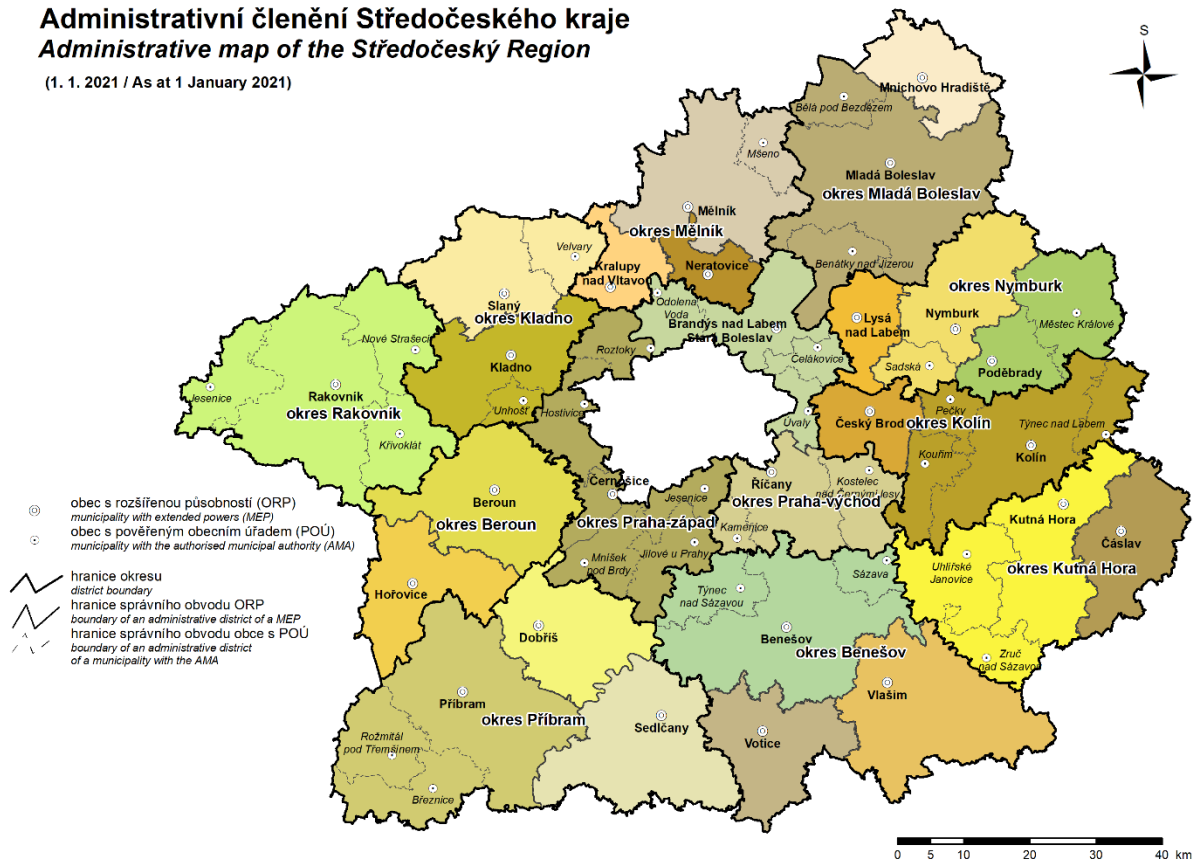 Administrativní členění Středočeského kraje
Administrative map of the Středočeský Region
(1. 1. 2021 / As at 1 January 2021)
S
Mnichovo Hradiště
Bělá pod Bezdězem
Mšeno
Mladá Boleslav
okres Mladá Boleslav
Mělník
okres Mělník
Velvary
Benátky nad Jizerou
Kralupy
nad Vltavo
Neratovice
okres Nymburk
Slaný
okres Kladno
Odolena
Voda
Brandýs nad Labem
Stará Boleslav
Lysá
nad Labem
Nymburk
Městec Králové
Nové Strašecí
Roztoky
Čelákovice
Kladno
Sadská
Poděbrady
Jesenice
Rakovník
okres Rakovník
Unhošť
Hostivice
Pečky
Úvaly
Český Brod
okres Kolín
Týnec nad Labem
Křivoklát
Kouřim
Kolín
Černošice
Říčany
Kostelec
nad Černými lesy
Beroun
okres Beroun
Jesenice
okres Praha-východ
okres Praha-západ
Kamenice
Kutná Hora
Čáslav
Mníšek
pod Brdy
Jílové u Prahy
Uhlířské
Janovice
okres Kutná Hora
Hořovice
Sázava
Týnec
nad Sázavou
Dobříš
Benešov
okres Benešov
Zruč
nad Sázavo
Vlašim
Příbram
okres Příbram
Sedlčany
Votice
Rožmitál
pod Třemšínem
Březnice
obec s rozšířenou působností (ORP)
municipality with extended powers (MEP)
obec s pověřeným obecním úřadem (POÚ)
municipality with the authorised municipal authority (AMA)
hranice okresu
district boundary
hranice správního obvodu ORP
boundary of an administrative district of a MEP
hranice správního obvodu obce s POÚ
boundary of an administrative district
of a municipality with the AMA
0 5 10 20 30 40 km